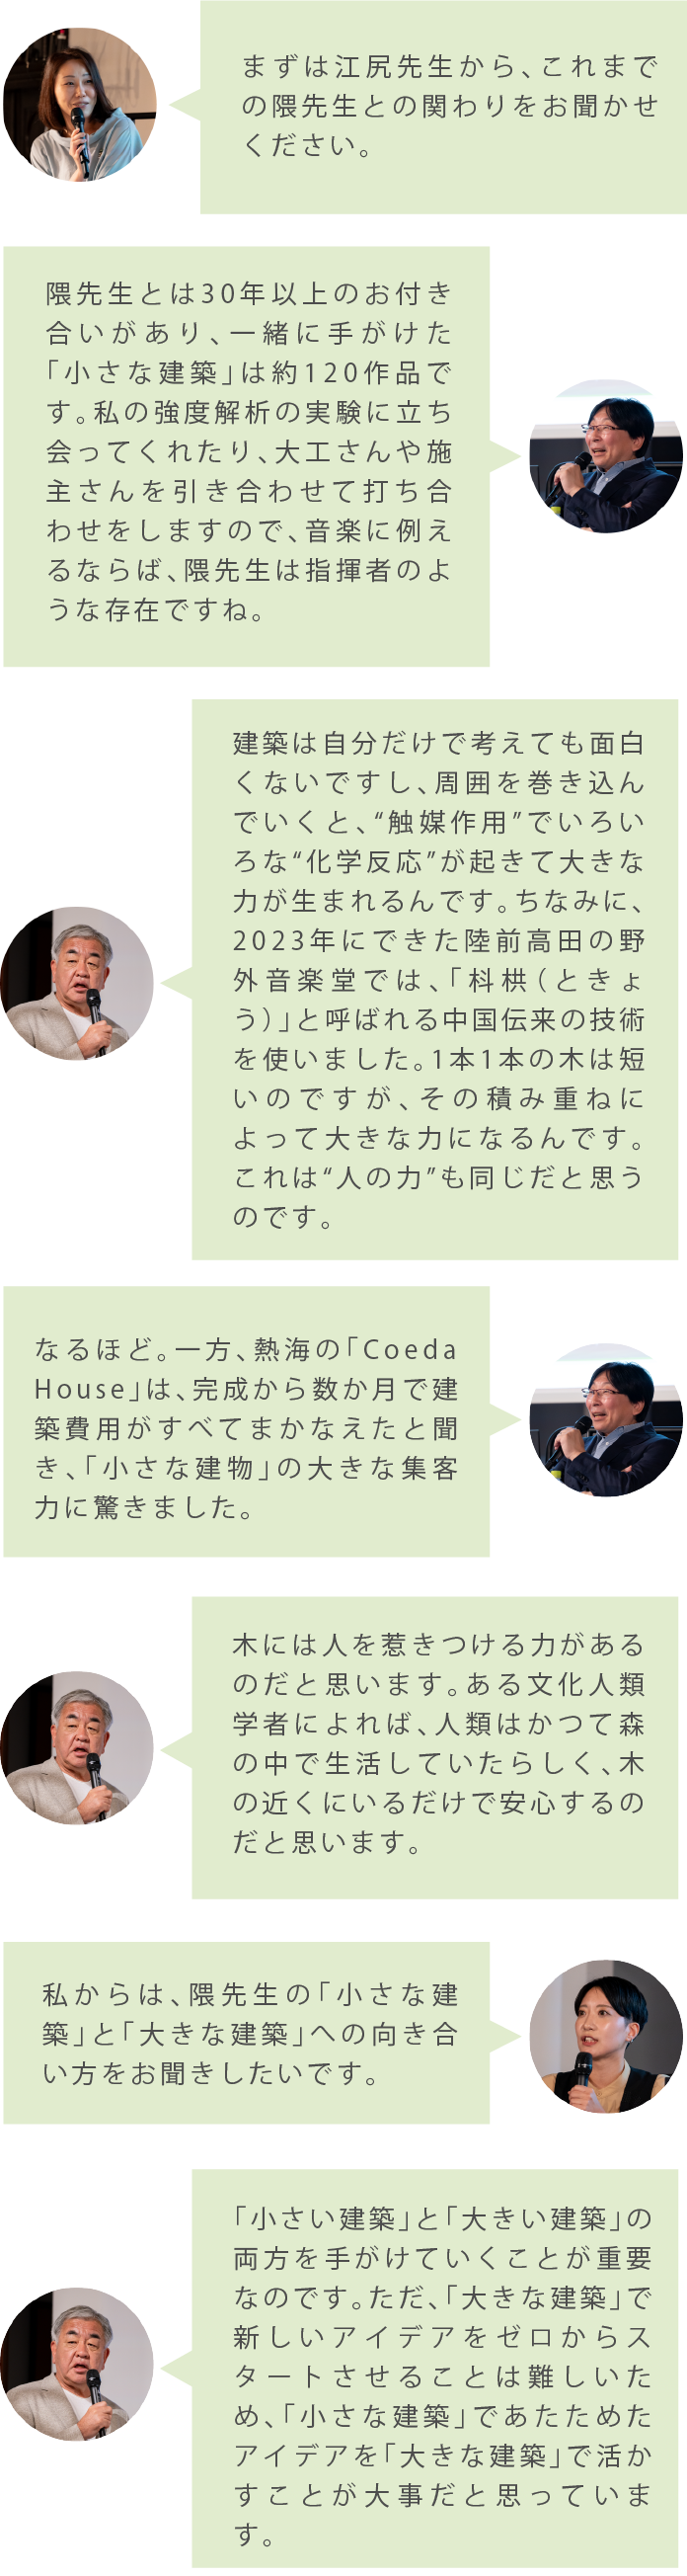 まずは江尻先生から、これまで
の隈先生との関わりをお聞かせ
ください。
隈先生とは30年以上のお付き
合いがあり、一緒に手がけた
「小さな建築」は約120作品で
す。私の強度解析の実験に立ち
会ってくれたり、大工さんや施
主さんを引き合わせて打ち合
わせをしますので、音楽に例え
るならば、隈先生は指揮者のよ
うな存在ですね。
建築は自分だけで考えても面白
くないですし、周囲を巻き込ん
でいくと、“触媒作用”でいろい
ろな“化学反応”が起きて大きな
力が生まれるんです。ちなみに、
2023年にできた陸前高田の野
外音楽堂では、「枓栱（ときょ
う）」と呼ばれる中国伝来の技術
を使いました。1本1本の木は短
いのですが、その積み重ねに
よって大きな力になるんです。
これは“人の力”も同じだと思う
のです。
なるほど。一方、熱海の「Coeda
House」は、完成から数か月で建
築費用がすべてまかなえたと聞
き、「小さな建物」の大きな集客
力に驚きました。
木には人を惹きつける力がある
のだと思います。ある文化人類
学者によれば、人類はかつて森
の中で生活していたらしく、木
の近くにいるだけで安心するの
だと思います。
私からは、隈先生の「小さな建
築」と「大きな建築」への向き合
い方をお聞きしたいです。
「小さい建築」と「大きい建築」の
両方を手がけていくことが重要
なのです。ただ、「大きな建築」で
新しいアイデアをゼロからス
タートさせることは難しいた
め、「小さな建築」であたためた
アイデアを「大きな建築」で活か
すことが大事だと思っていま
す。